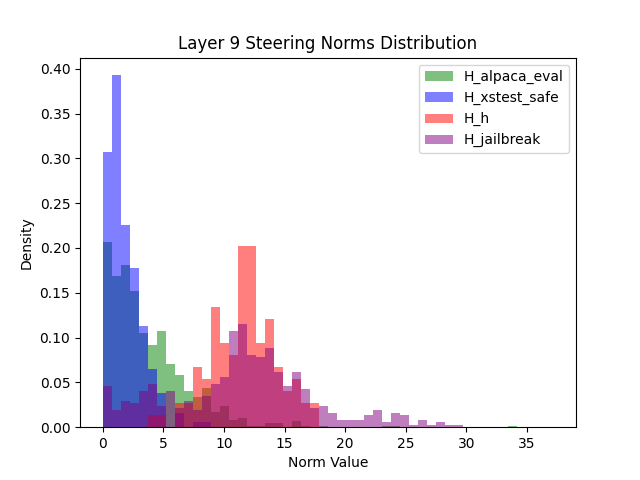 Layer 9 Steering Norms Distribution
H_alpaca_eval
H_xstest_safe
H_h
H_jailbreak
0.40
0.35
0.30
0.25
0.20
0.15
0.10
0.05
0.00
Density
0 5 10 15 20 25 30 35
Norm Value